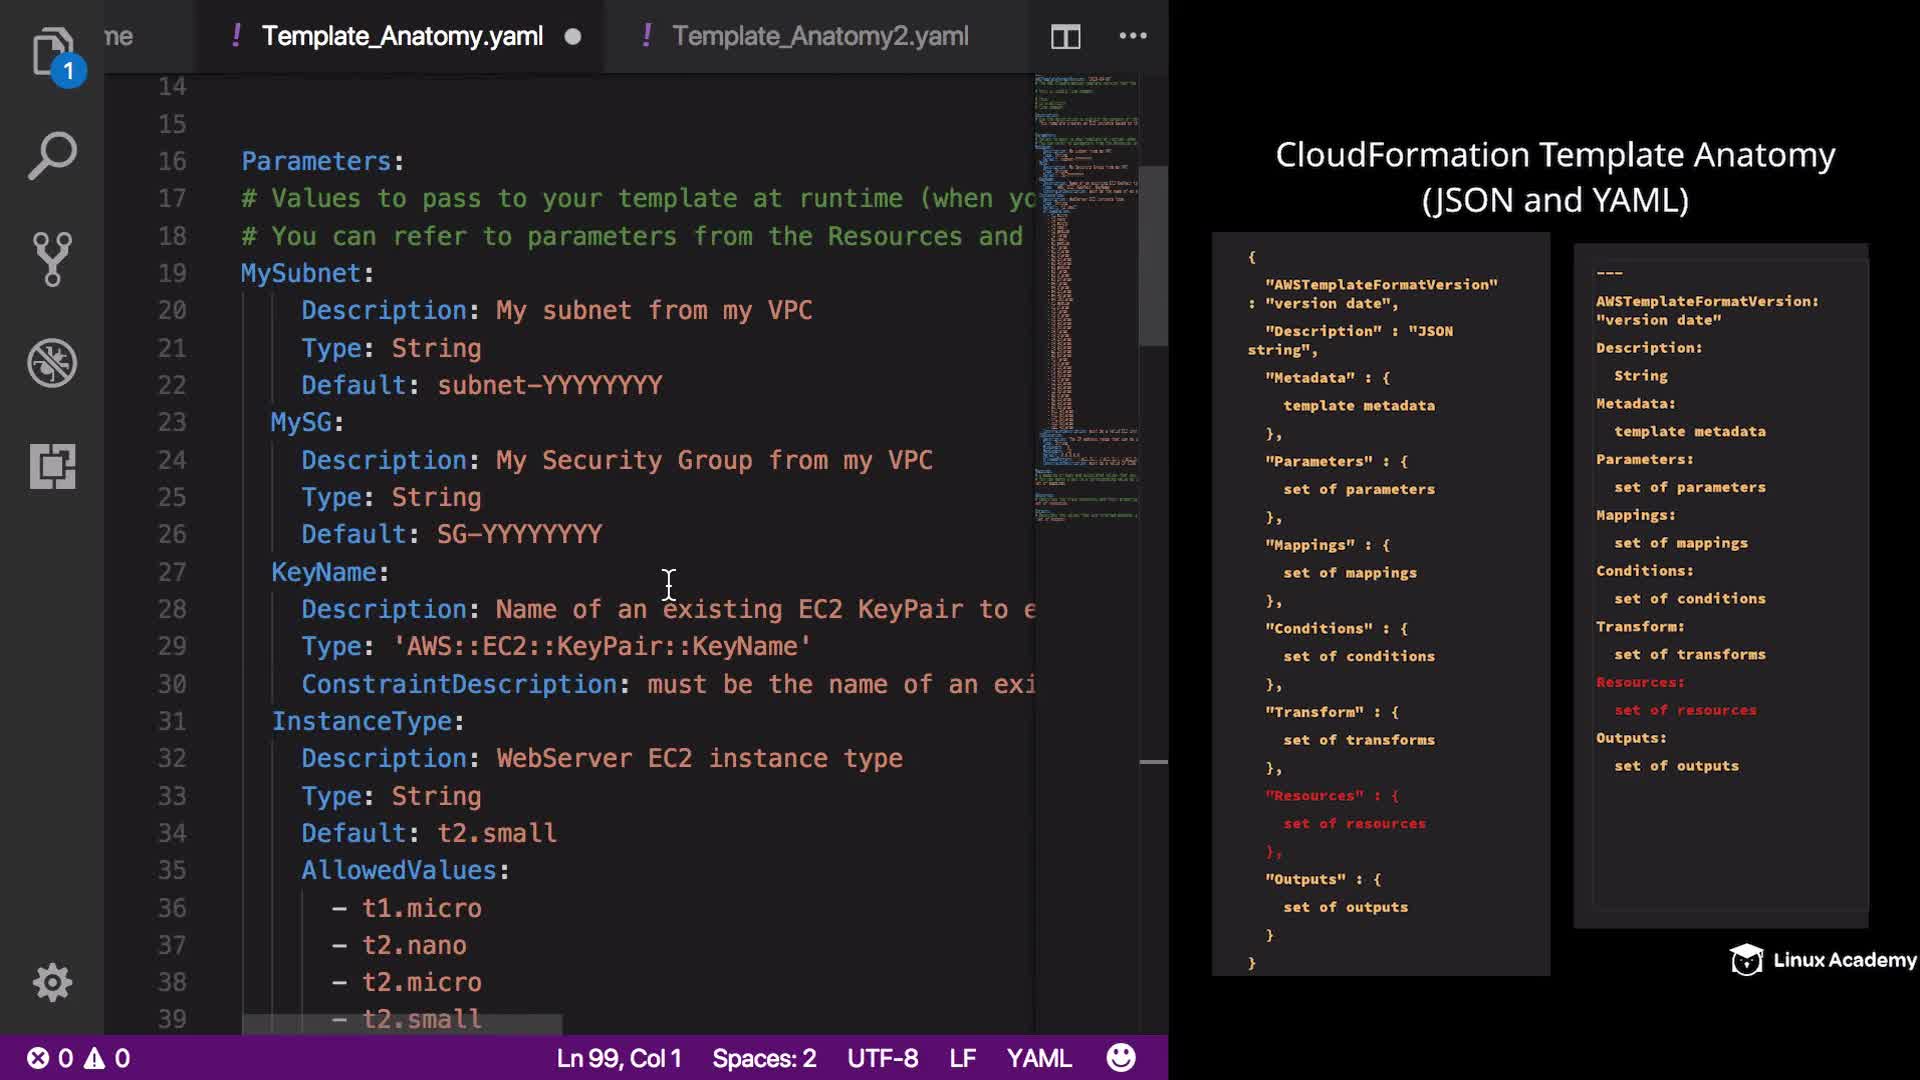 me
! Template_Anatomy.yaml
! Template_Anatomy2.yaml
1
14
15
16 Parameters:
17 # Values to pass to your template at runtime (when yo
18 # You can refer to parameters from the Resources and
19 MySubnet:
20 Description: My subnet from my VPC
21 Type: String
22 Default: subnet-YYYYYYYY
23 MySG:
24 Description: My Security Group from my VPC
25 Type: String
26 Default: SG-YYYYYYYY
27 KeyName:
28 Description: Name of an existing EC2 KeyPair to e
29 Type: 'AWS::EC2::KeyPair::KeyName'
30 ConstraintDescription: must be the name of an exi
31 InstanceType:
32 Description: WebServer EC2 instance type
33 Type: String
34 Default: t2.small
35 AllowedValues:
36 - t1.micro
37 - t2.nano
38 - t2.micro
39 - t2.small
0 0
Ln 99, Col 1 Spaces: 2 UTF-8 LF YAML
CloudFormation Template Anatomy
(JSON and YAML)
{
"AWSTemplateFormatVersion"
: "version date",
"Description" : "JSON
string",
"Metadata" : {
template metadata
},
"Parameters" : {
set of parameters
},
"Mappings" : {
set of mappings
},
"Conditions" : {
set of conditions
},
"Transform" : {
set of transforms
},
"Resources" : {
set of resources
},
"Outputs" : {
set of outputs
}
}
---
AWSTemplateFormatVersion:
"version date"
Description:
String
Metadata:
template metadata
Parameters:
set of parameters
Mappings:
set of mappings
Conditions:
set of conditions
Transform:
set of transforms
Resources:
set of resources
Outputs:
set of outputs
Linux Academy